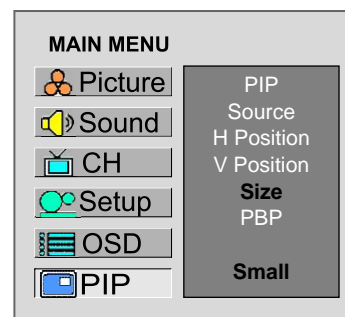 MAIN MENU
Picture
Sound
CH
Setup
OSD
PIP
PIP
Source
H Position
V Position
Size
PBP
Small